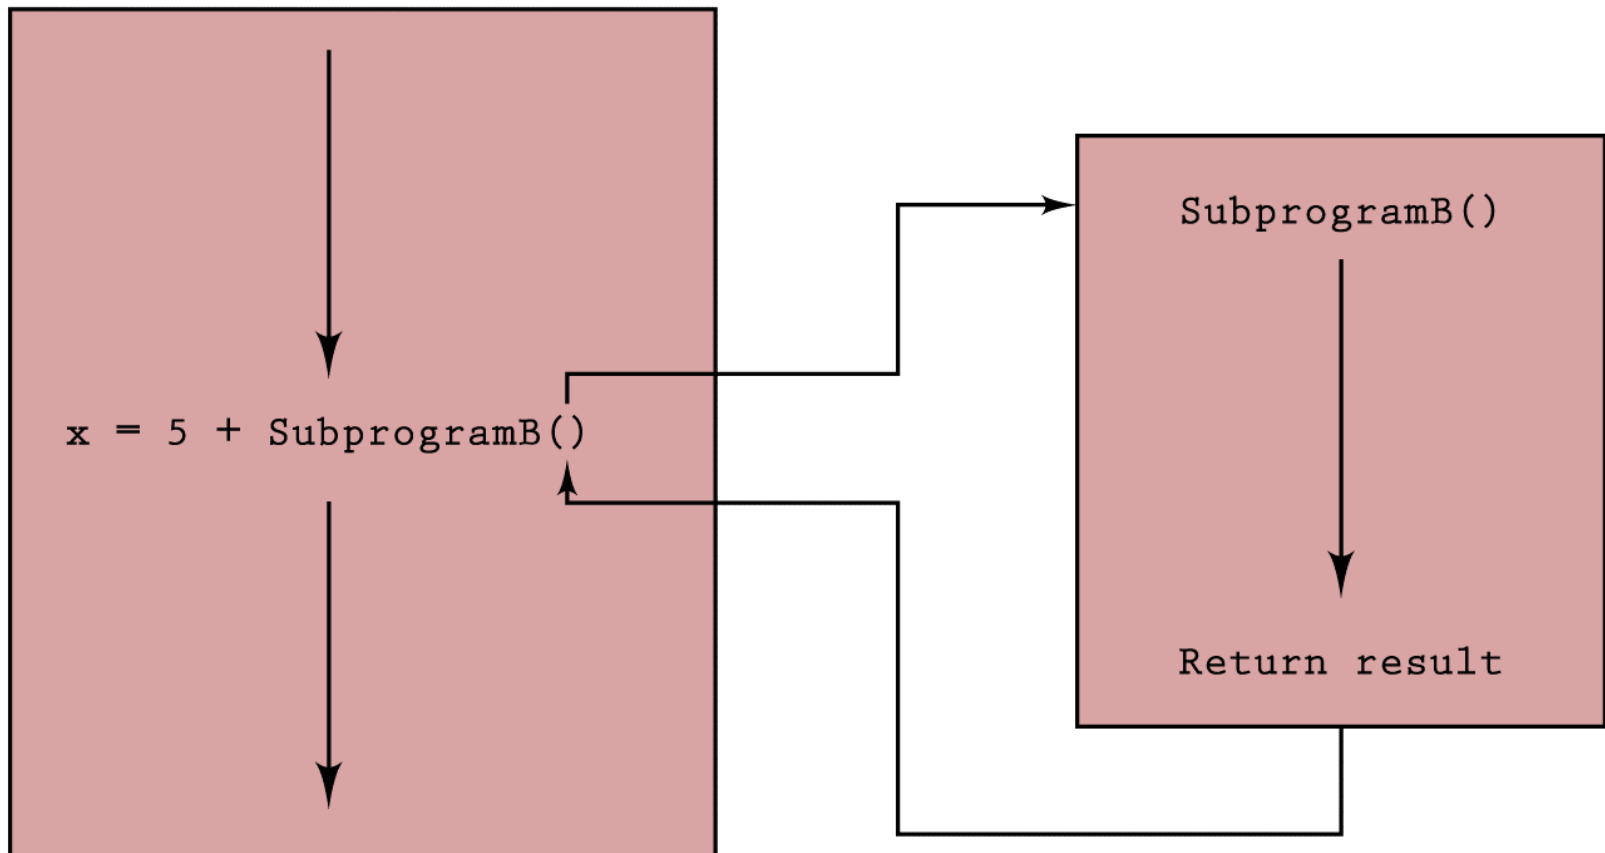 x = 5 + SubprogramB()
SubprogramB()
Return result